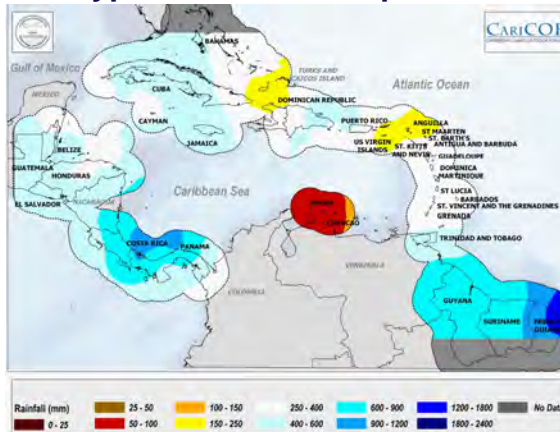 CARICOF
BAHAMAS
Gulf of Mexico
TURKS AND
CAICOS ISLAND
Atlantic Ocean
CUBA
MEXICO
DOMINICAN REPUBLIC
CAYMAN
PUERTO RICO
ANGUILLA
ST MAARTEN
JAMAICA
US VIRGIN
ISLANDS
ST. BARTH'S
ST. KITTS
AND NEVIS
ANTIGUA AND BARBUDA
BELIZE
GUADELOUPE
GUATEMALA
DOMINICA
HONDURAS
MARTINIQUE
Caribbean Sea
ST LUCIA
NICARAGUA
BARBADOS
EL SALVADOR
ST. VINCENT AND THE GRENADINES
ARUBA
CURACAO
GRENADA
TRINIDAD AND TOBAGO
COSTA RICA
PANAMA
VENEZUELA
COLOMBIA
GUYANA
SURINAME
Rainfall (mm)
25 - 50
100 - 150
250 - 400
600 - 900
1200 - 1800
No Data
0 - 25
50 - 100
150 - 250
400 - 600
900 - 1200
1800 - 2400